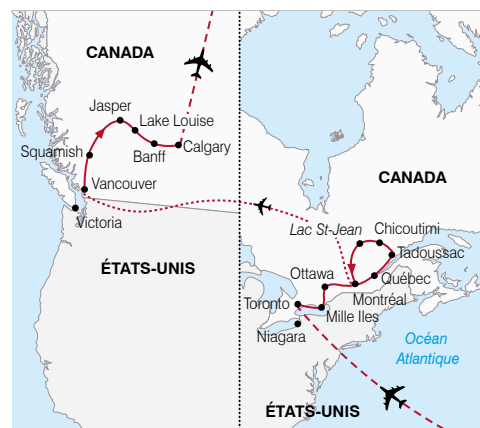 CANADA
Jasper
Lake Louise
Squamish
Banff
Calgary
Vancouver
Victoria
ÉTATS-UNIS
CANADA
Lac St-Jean
Chicoutimi
Tadoussac
Ottawa
Québec
Toronto
Montréal
Mille Iles
Niagara
Océan
Atlantique
ÉTATS-UNIS